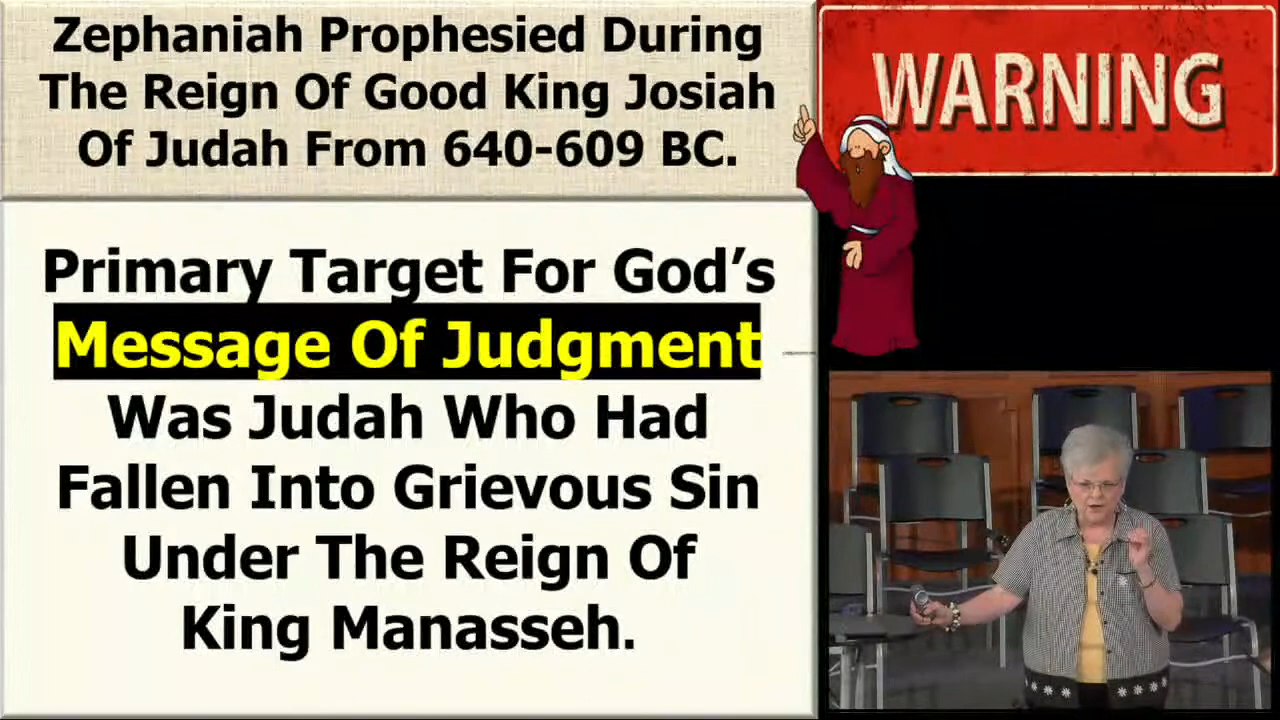 Zephaniah Prophesied During
The Reign Of Good King Josiah
Of Judah From 640-609 BC.
WARNING
Primary Target For God’s
Message Of Judgment
Was Judah Who Had
Fallen Into Grievous Sin
Under The Reign Of
King Manasseh.